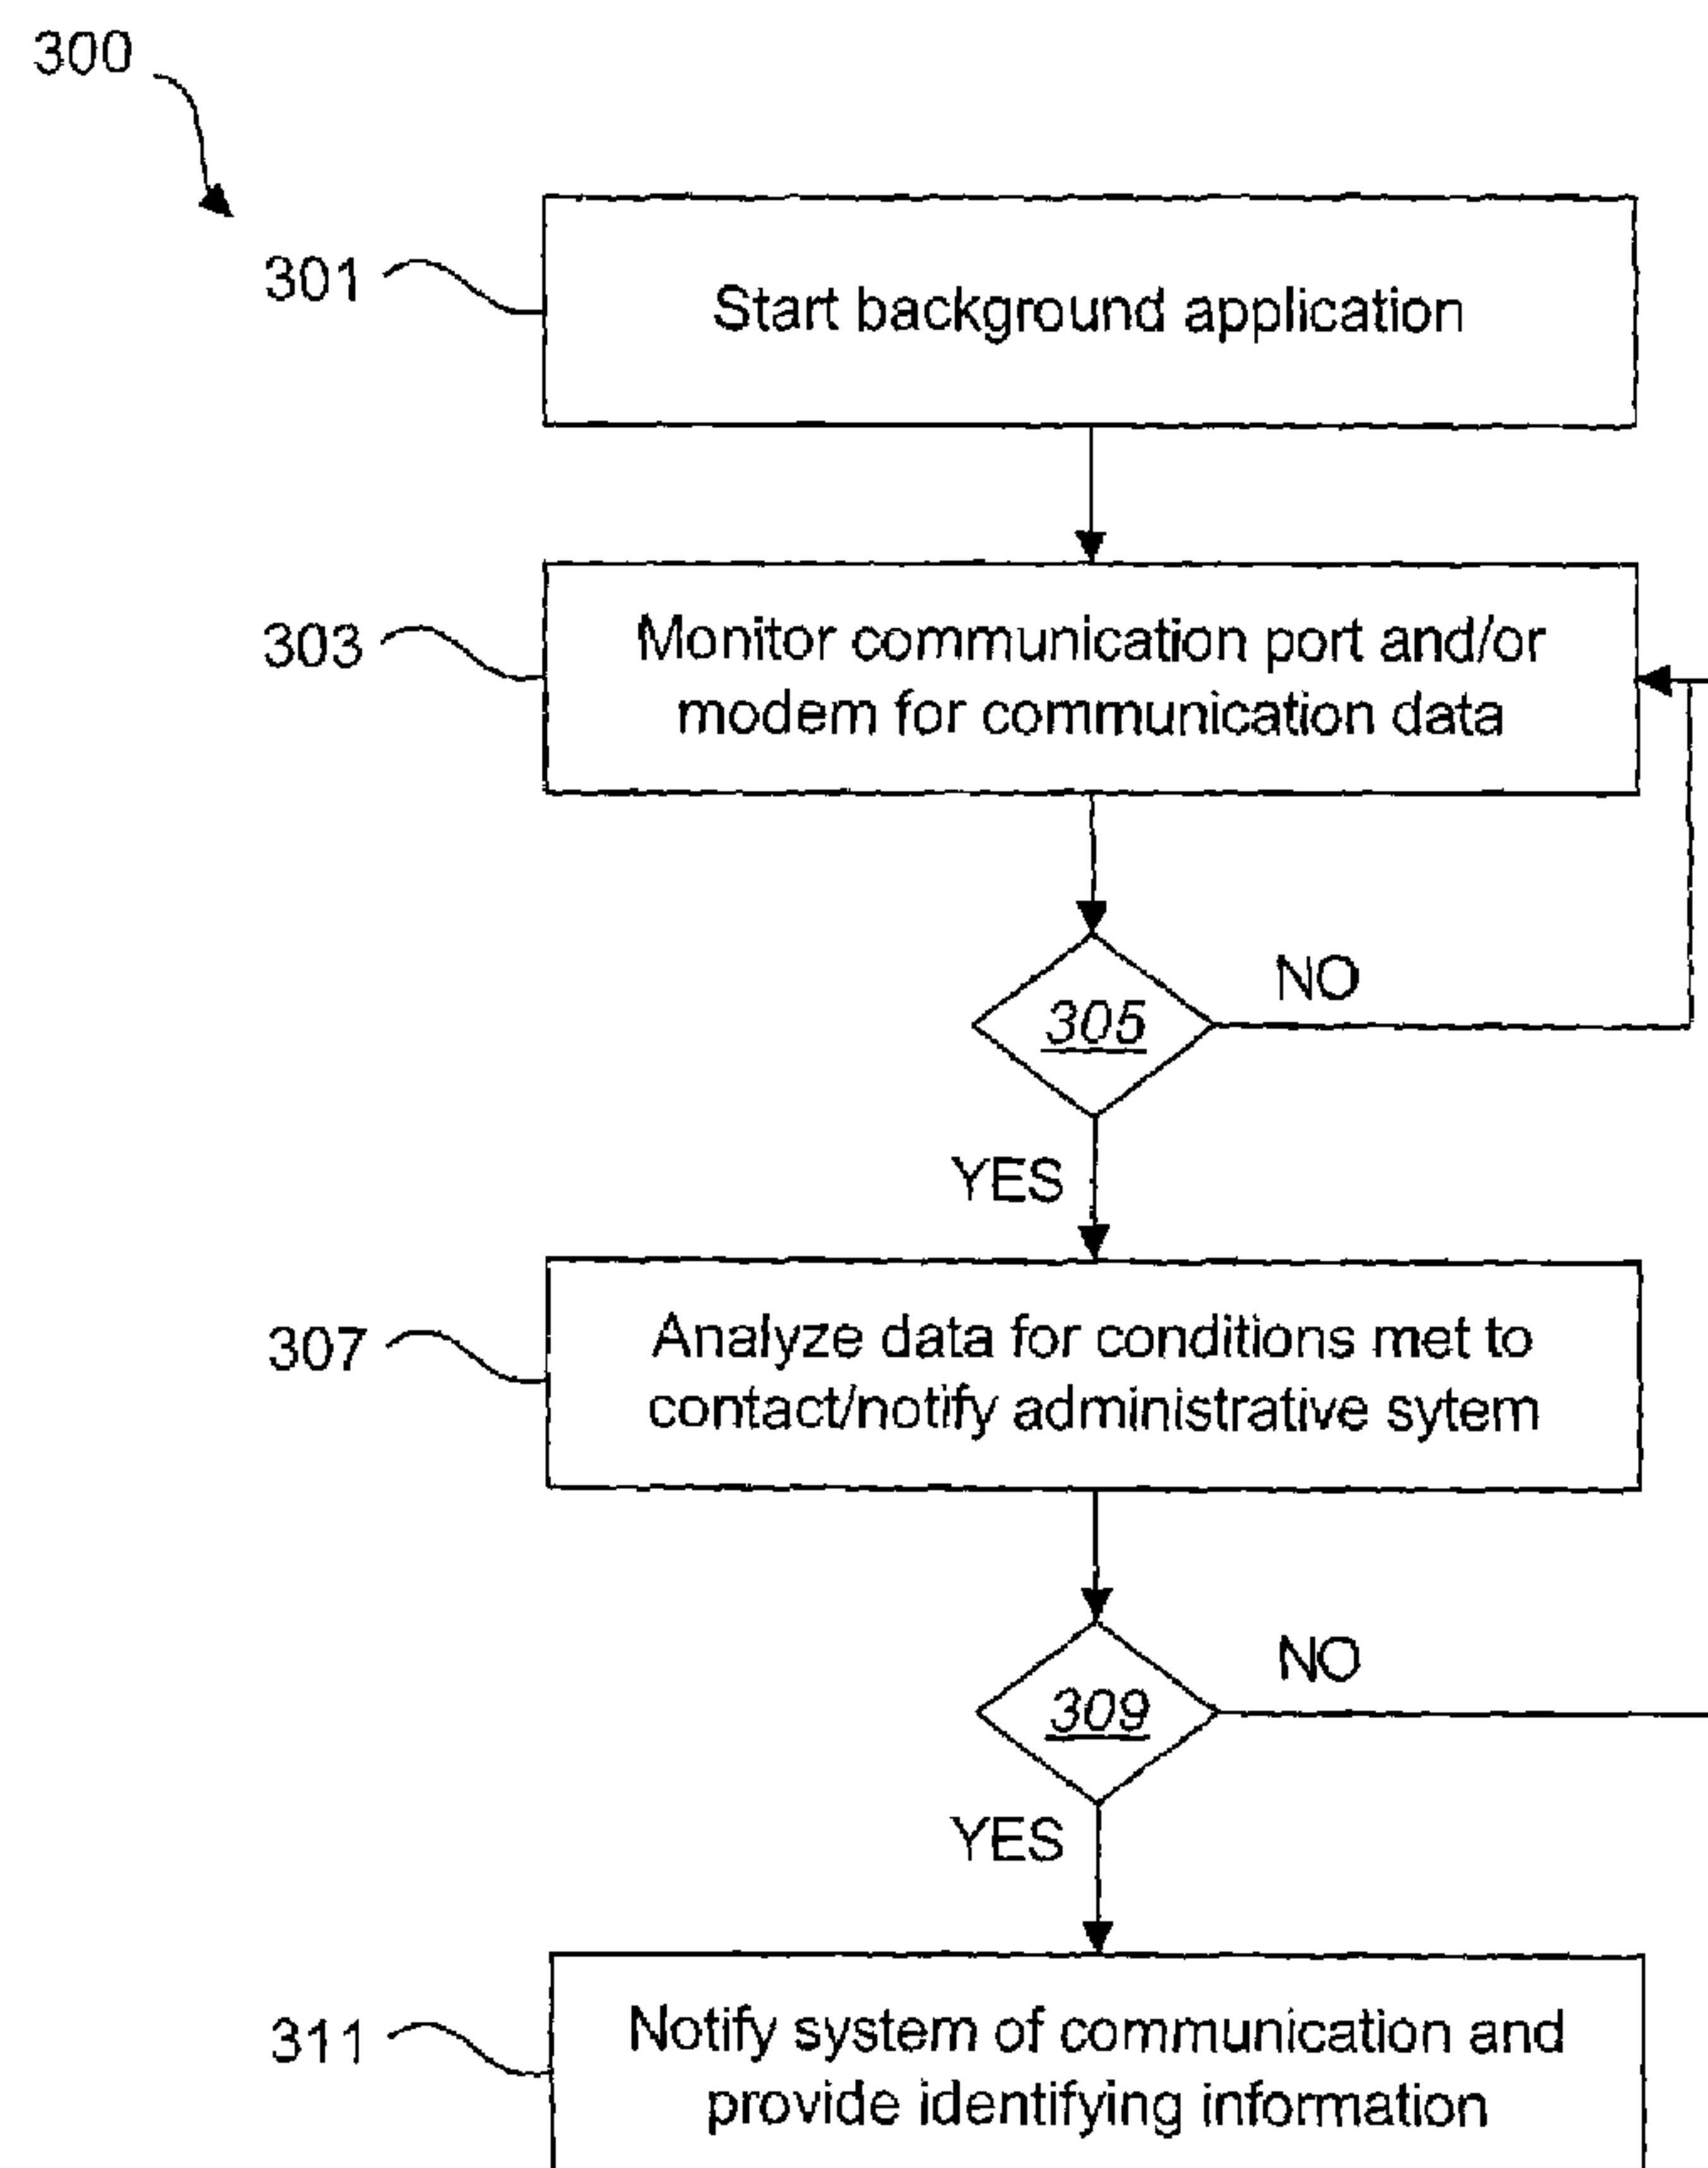 300
301
Start background application
303
Monitor communication port and/or
modem for communication data
305
NO
YES
307
Analyze data for conditions met to
contact/notify administrative sytem
309
NO
YES
311
Notify system of communication and
provide identifying information